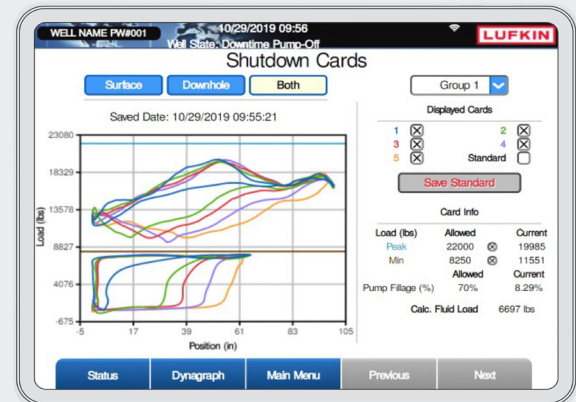 WELL NAME PW#001
10/29/2019 09:56
Well State: Downtime Pump-Off
LUFKIN
Shutdown Cards
Surface Downhole Both
Group 1
Saved Date: 10/29/2019 09:55:21
Displayed Cards
1 2
3 4
5 Standard
Save Standard
Card Info
Load (lbs) Allowed Current
Peak 22000 19985
Min 8250 11551
Allowed Current
Pump Fillage (%) 70% 8.29%
Calc. Fluid Load 6697 lbs
Load (lbs)
23080
18329
13578
8827
4076
-675
-5 17 39 61 83 105
Position (in)
Status Dynagraph Main Menu Previous Next